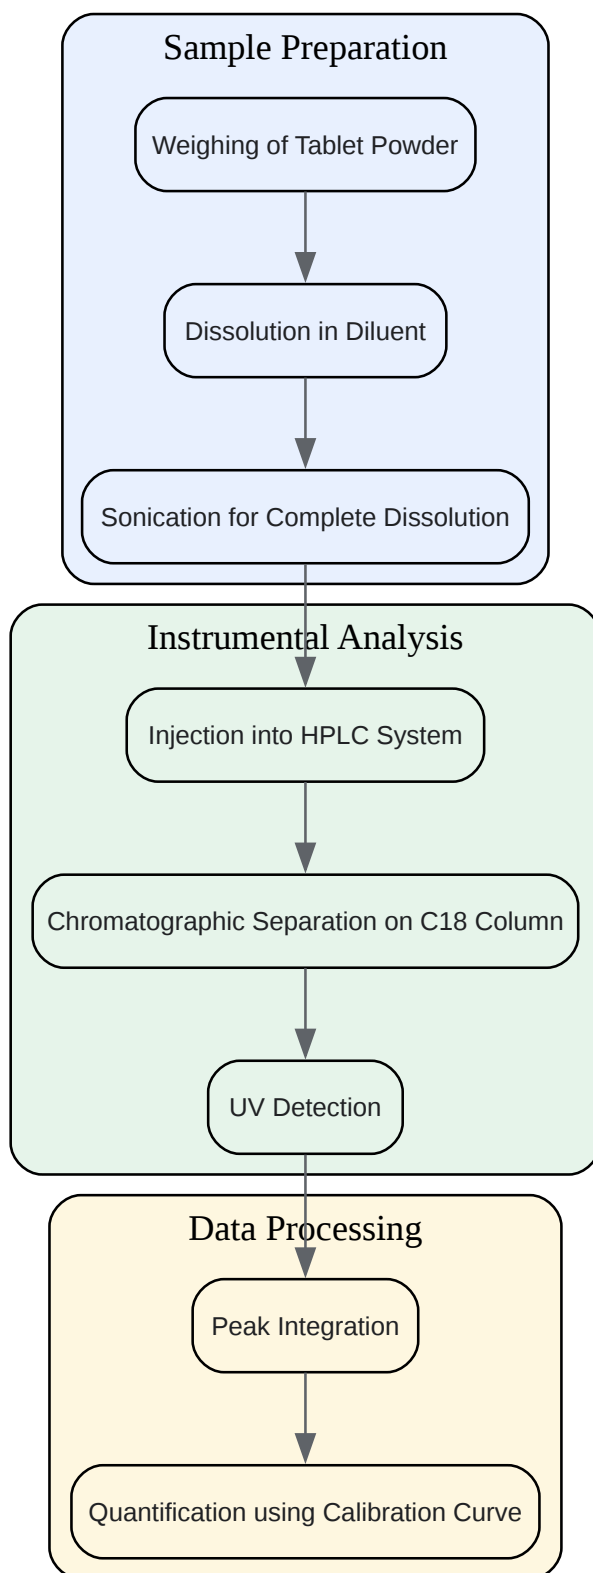 Sample Preparation
Weighing of Tablet Powder
Dissolution in Diluent
Sonication for Complete Dissolution
Instrumental Analysis
Injection into HPLC System
Chromatographic Separation on C18 Column
UV Detection
Data Processing
Peak Integration
Quantification using Calibration Curve